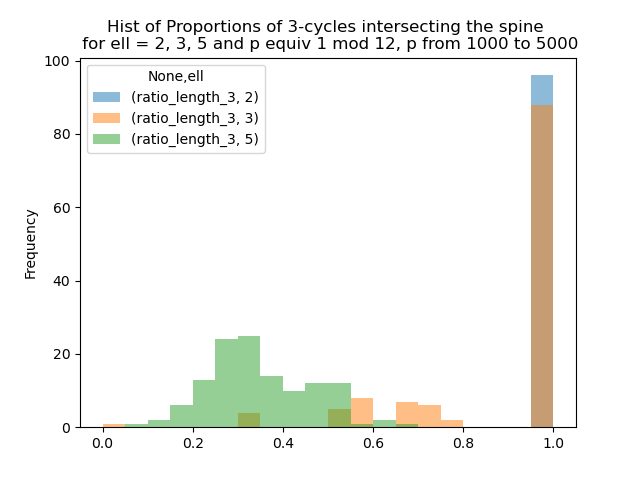 Hist of Proportions of 3-cycles intersecting the spine
for ell = 2, 3, 5 and p equiv 1 mod 12, p from 1000 to 5000
100
80
60
40
20
0
Frequency
None,ell
(ratio_length_3, 2)
(ratio_length_3, 3)
(ratio_length_3, 5)
0.0 0.2 0.4 0.6 0.8 1.0